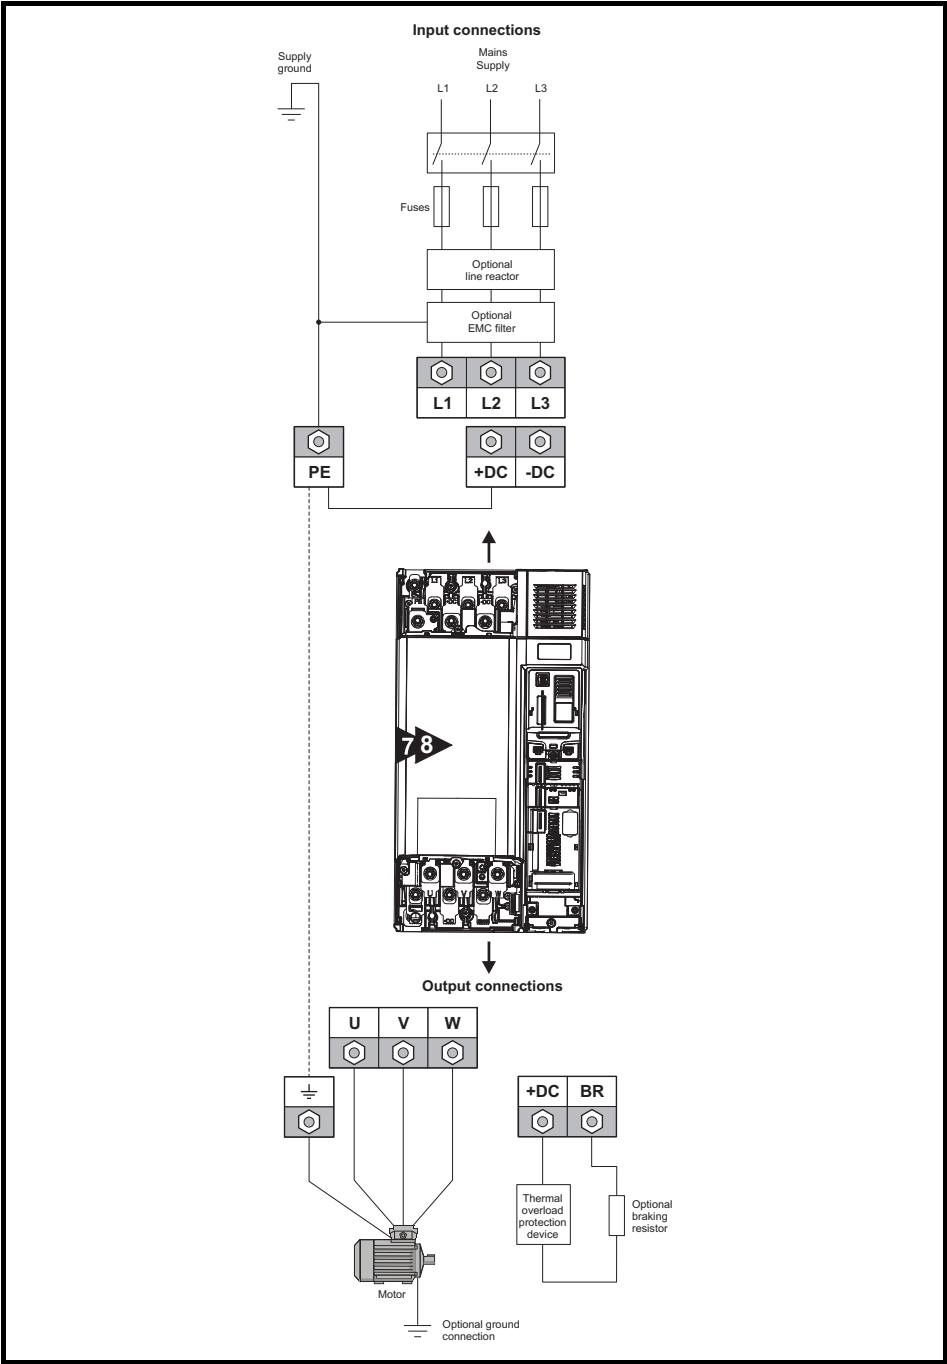 Input connections
Supply
ground
Mains
Supply
L1 L2 L3
Fuses
Optional
line reactor
Optional
EMC filter
L1 L2 L3
PE
+DC -DC
7 8
Output connections
U V W
+DC BR
Thermal
overload
protection
device
Optional
braking
resistor
Motor
Optional ground
connection